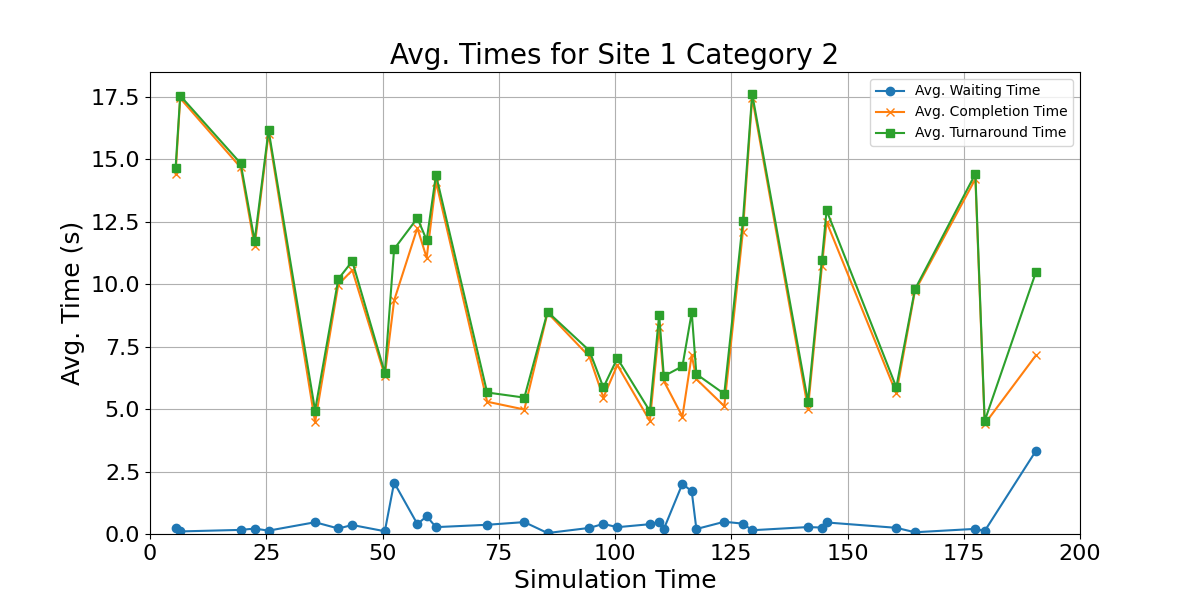 Avg. Times for Site 1 Category 2
Avg. Waiting Time
Avg. Completion Time
Avg. Turnaround Time
17.5
15.0
12.5
10.0
7.5
5.0
2.5
0.0
Avg. Time (s)
0 25 50 75 100 125 150 175 200
Simulation Time